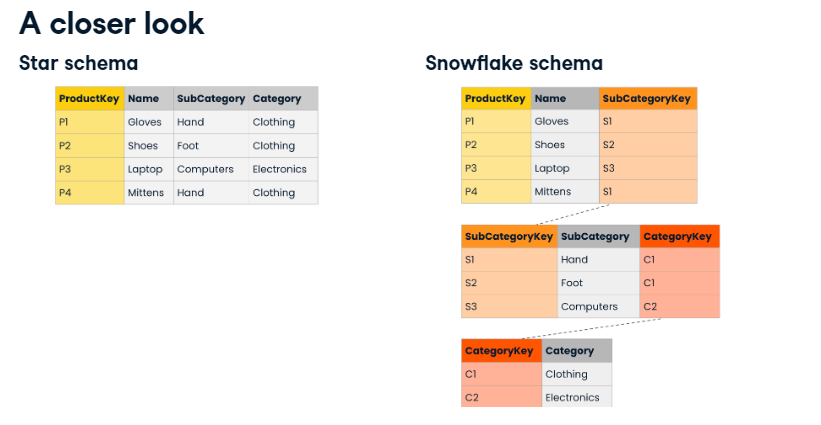 A closer look
Star schema
ProductKey Name SubCategory Category
P1 Gloves Hand Clothing
P2 Shoes Foot Clothing
P3 Laptop Computers Electronics
P4 Mittens Hand Clothing
Snowflake schema
ProductKey Name SubCategoryKey
P1 Gloves S1
P2 Shoes S2
P3 Laptop S3
P4 Mittens S1
SubCategoryKey SubCategory CategoryKey
S1 Hand C1
S2 Foot C1
S3 Computers C2
CategoryKey Category
C1 Clothing
C2 Electronics